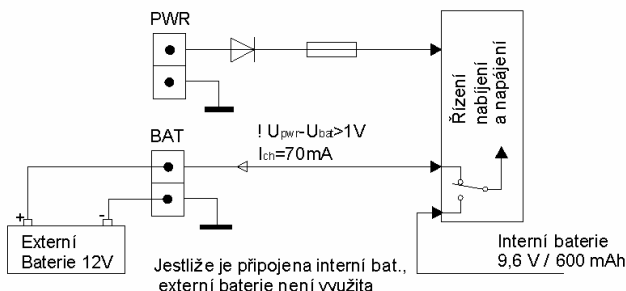 PWR
Řízení
nabíjení
a napájení
! Upwr-Ubat>1V
Ich=70mA
BAT
+ -
Externí
Baterie 12V
Interní baterie
9,6 V / 600 mAh
Jestliže je připojena interní bat.,
externí baterie není využita